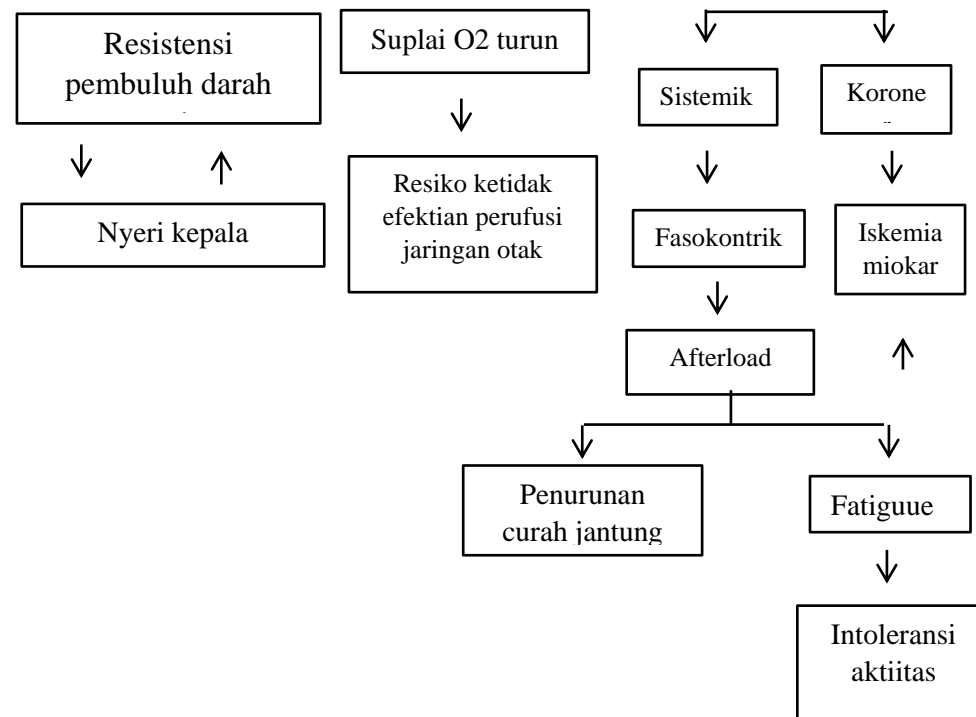 Resistensi
pembuluh darah
Suplai O2 turun
Sistemik
Korone
Nyeri kepala
Resiko ketidak
efektian perufusi
jaringan otak
Fasokontrik
Iskemia
miokar
Afterload
Penurunan
curah jantung
Fatiguue
Intoleransi
aktiitas